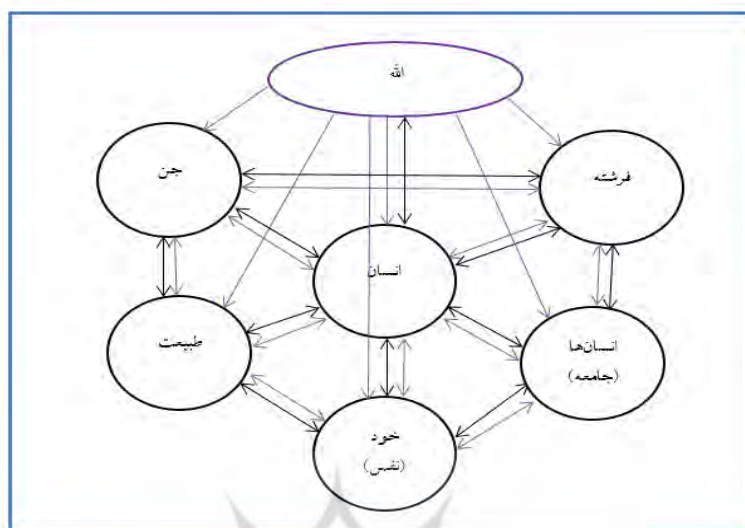 الله
جن
فرشته
انسان
طبیعت
انسان‌ها
(جامعه)
خود
(نفس)